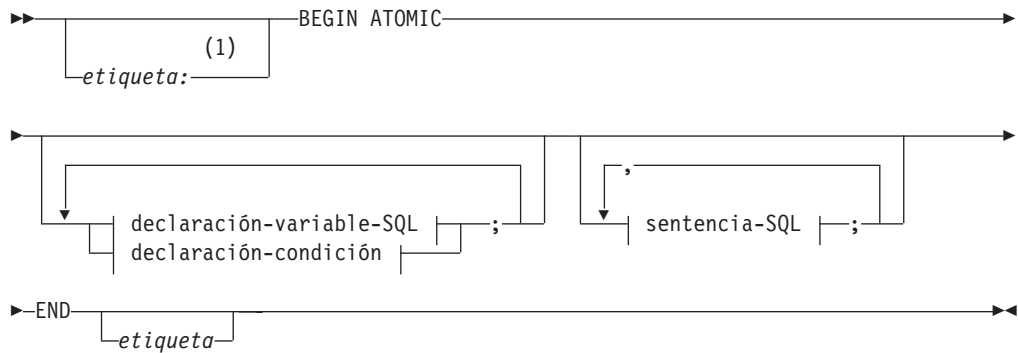 BEGIN ATOMIC
(1)
etiqueta:
,
declaración-variable-SQL ; sentencia-SQL ;
declaración-condición
END
etiqueta